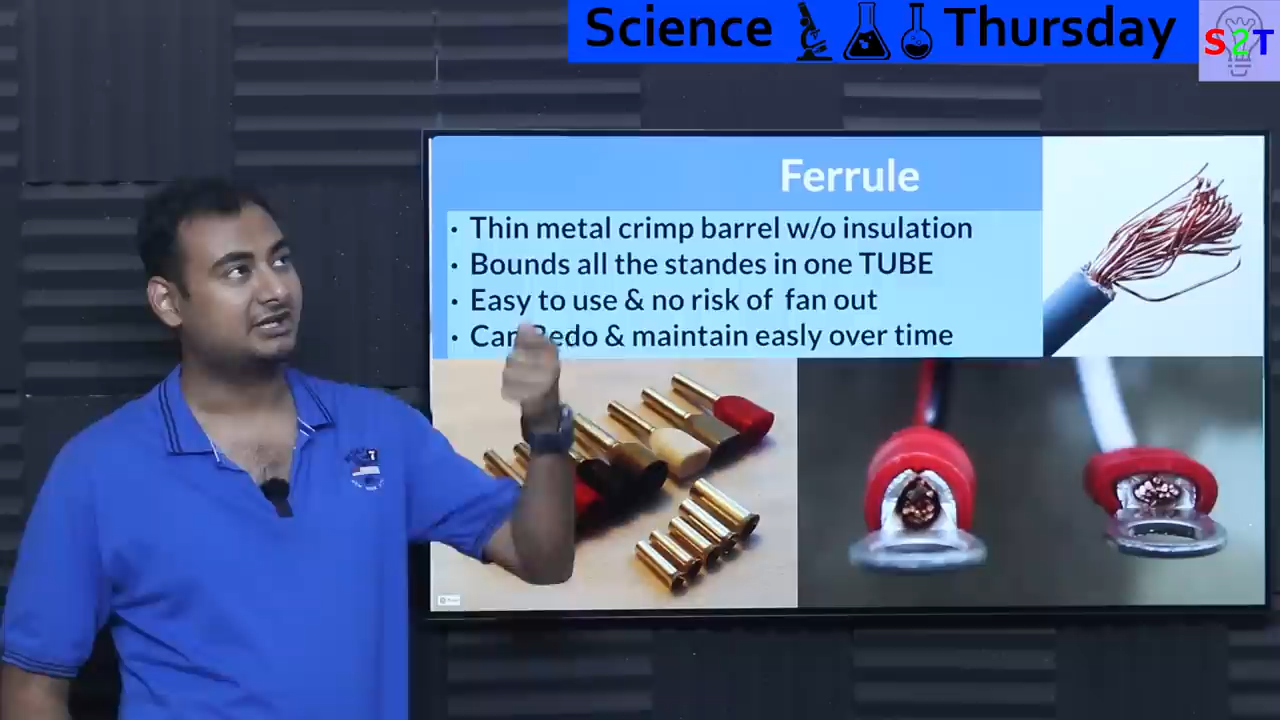 Science Thursday
S2T
Ferrule
• Thin metal crimp barrel w/o insulation
• Bounds all the standes in one TUBE
• Easy to use & no risk of fan out
• Can Redo & maintain easly over time